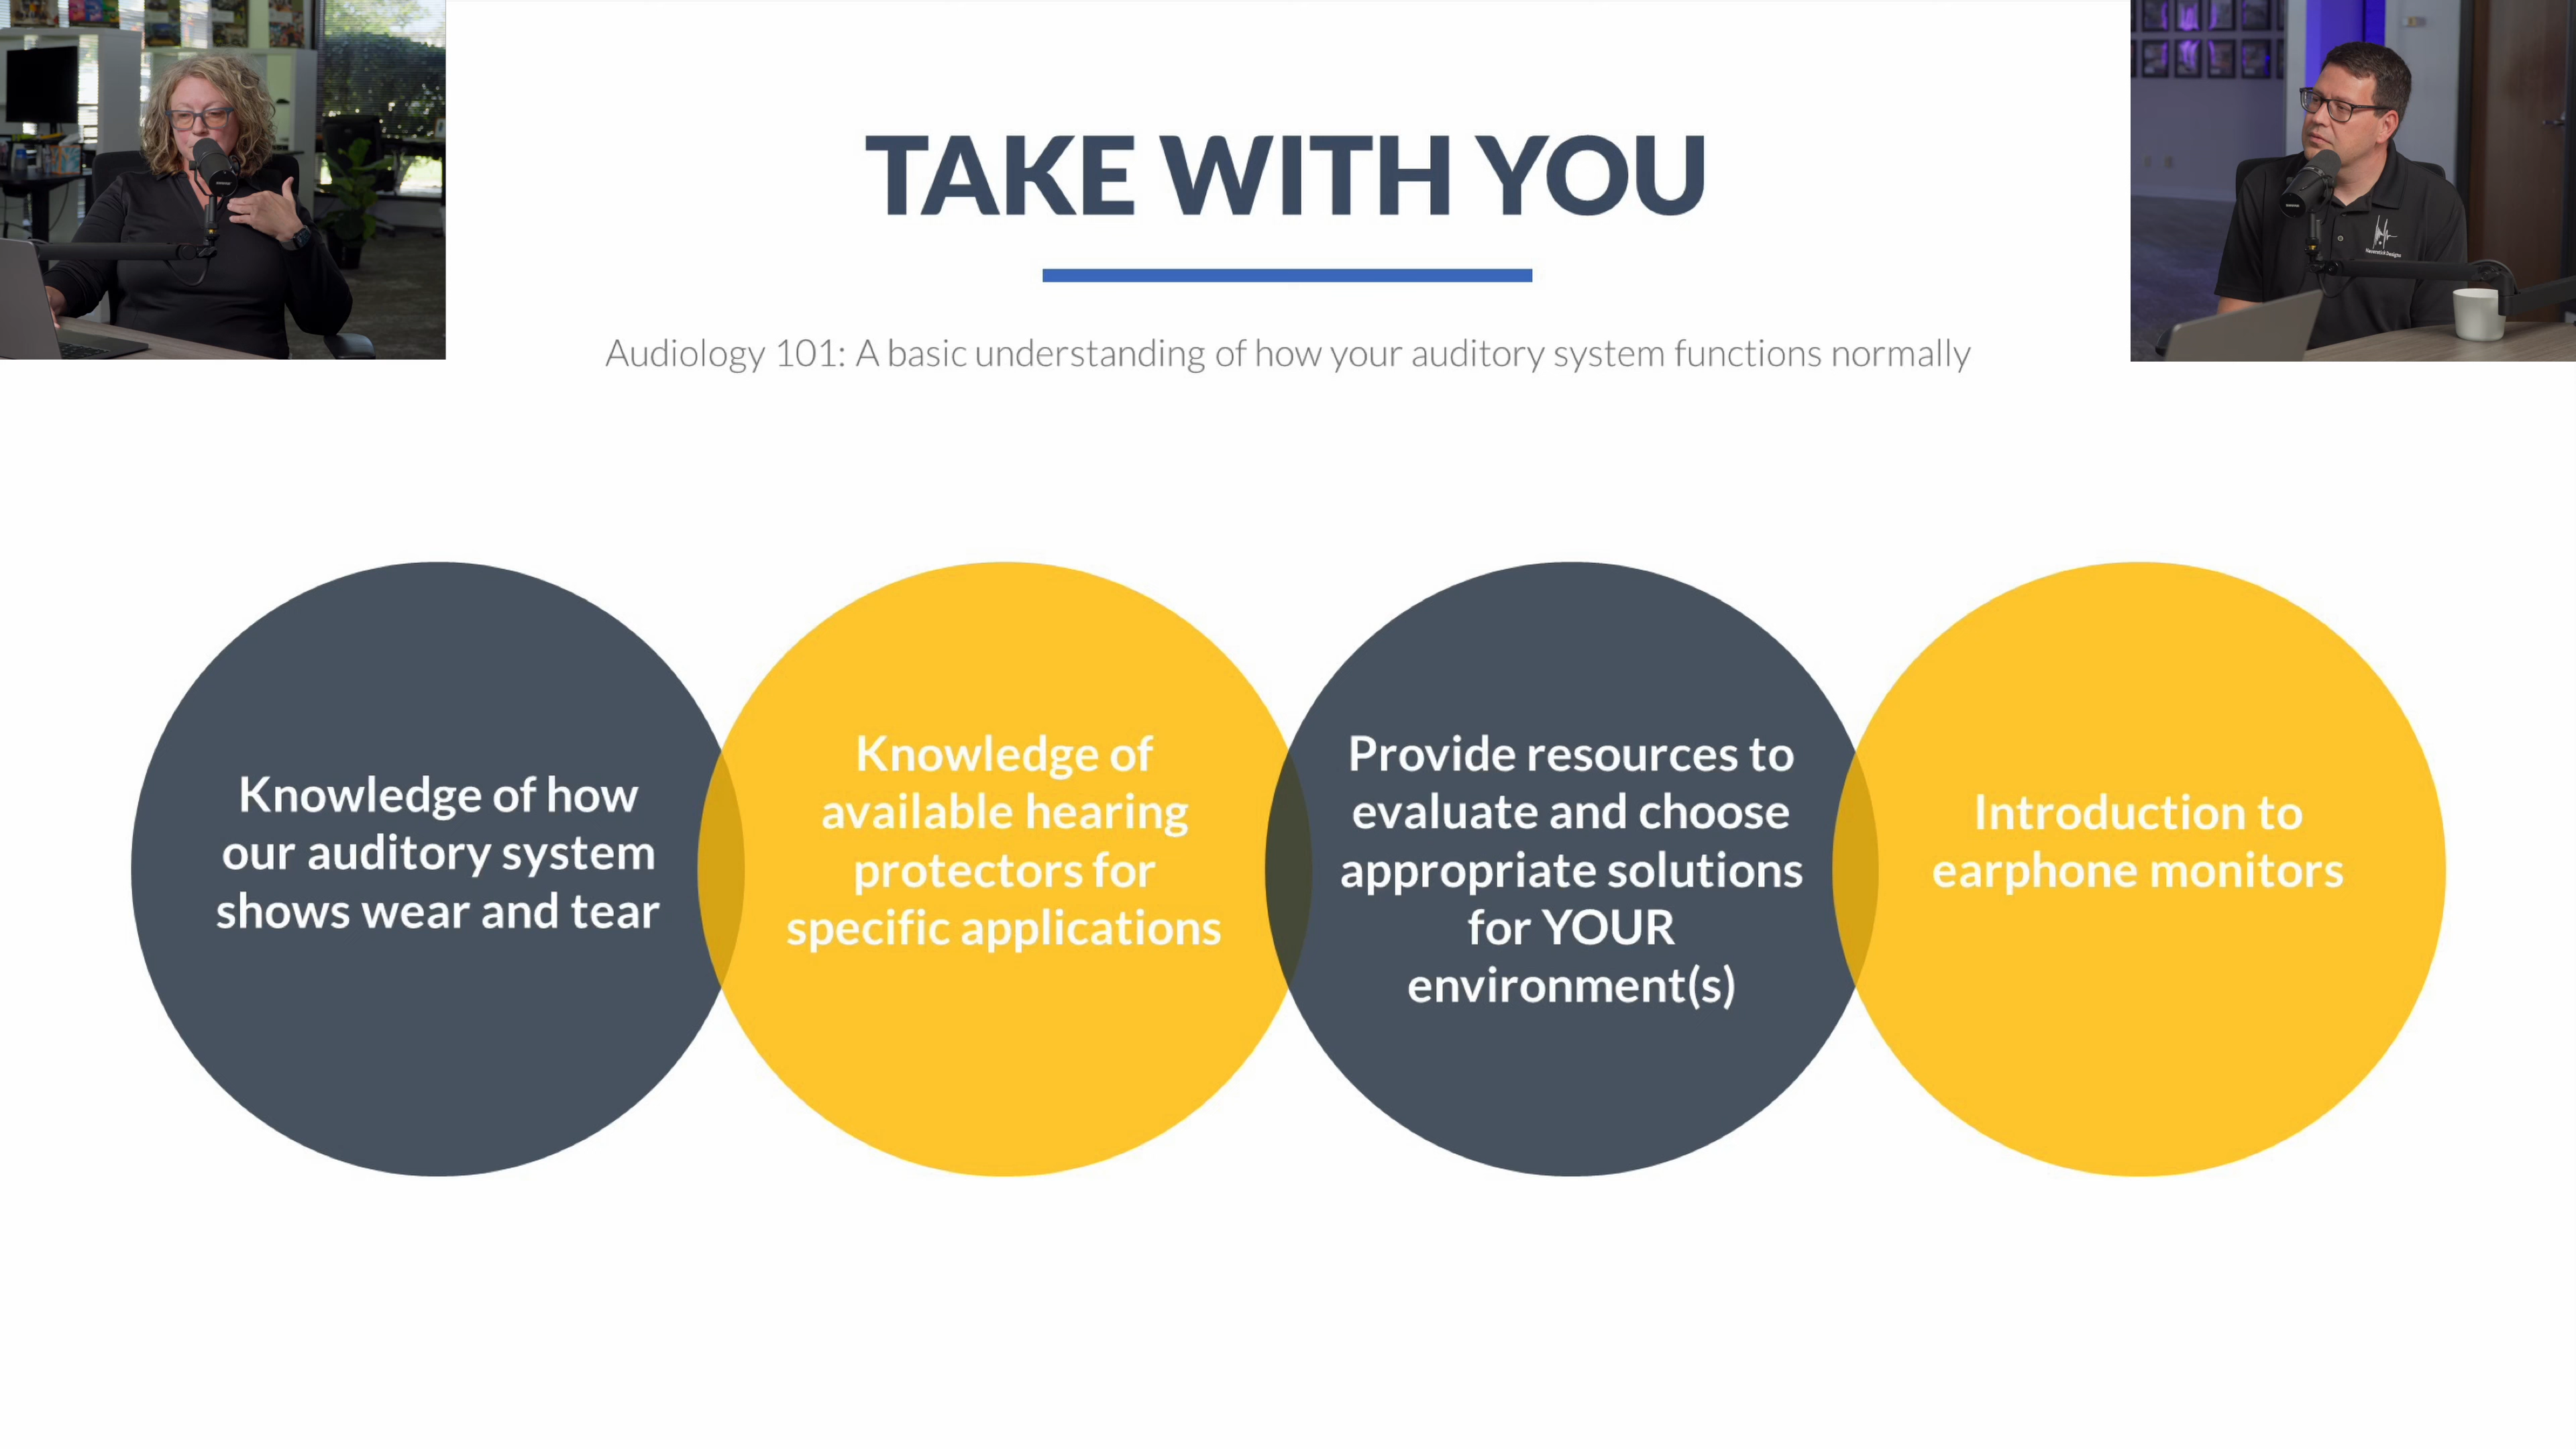 TAKE WITH YOU
Audiology 101: A basic understanding of how your auditory system functions normally
Knowledge of how
our auditory system
shows wear and tear
Knowledge of
available hearing
protectors for
specific applications
Provide resources to
evaluate and choose
appropriate solutions
for YOUR
environment(s)
Introduction to
earphone monitors